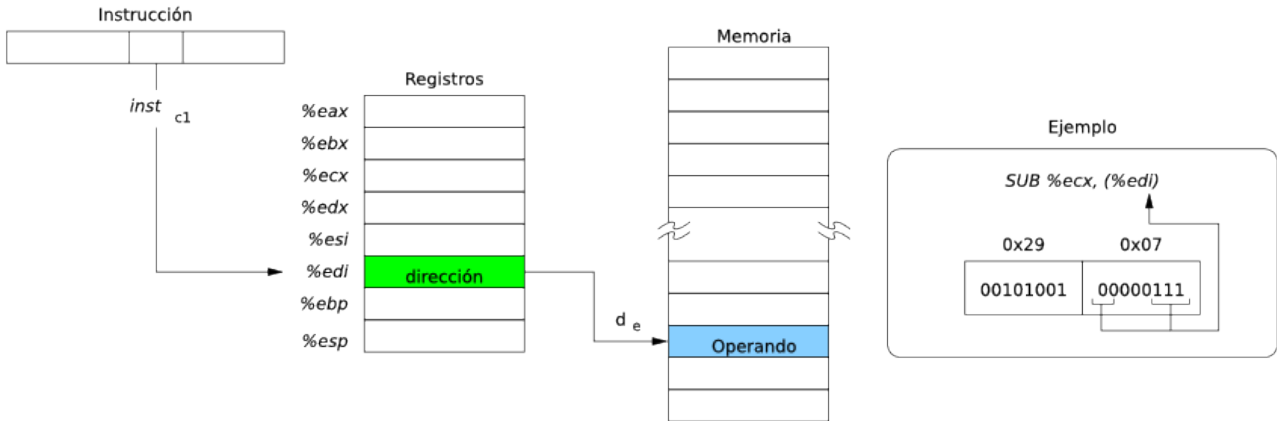 Instrucción
inst c1
Registros
%eax
%ebx
%ecx
%edx
%esi
%edi
dirección
%ebp
%esp
d e
Memoria
Operando
Ejemplo
SUB %ecx, (%edi)
0x29 0x07
00101001 00000111